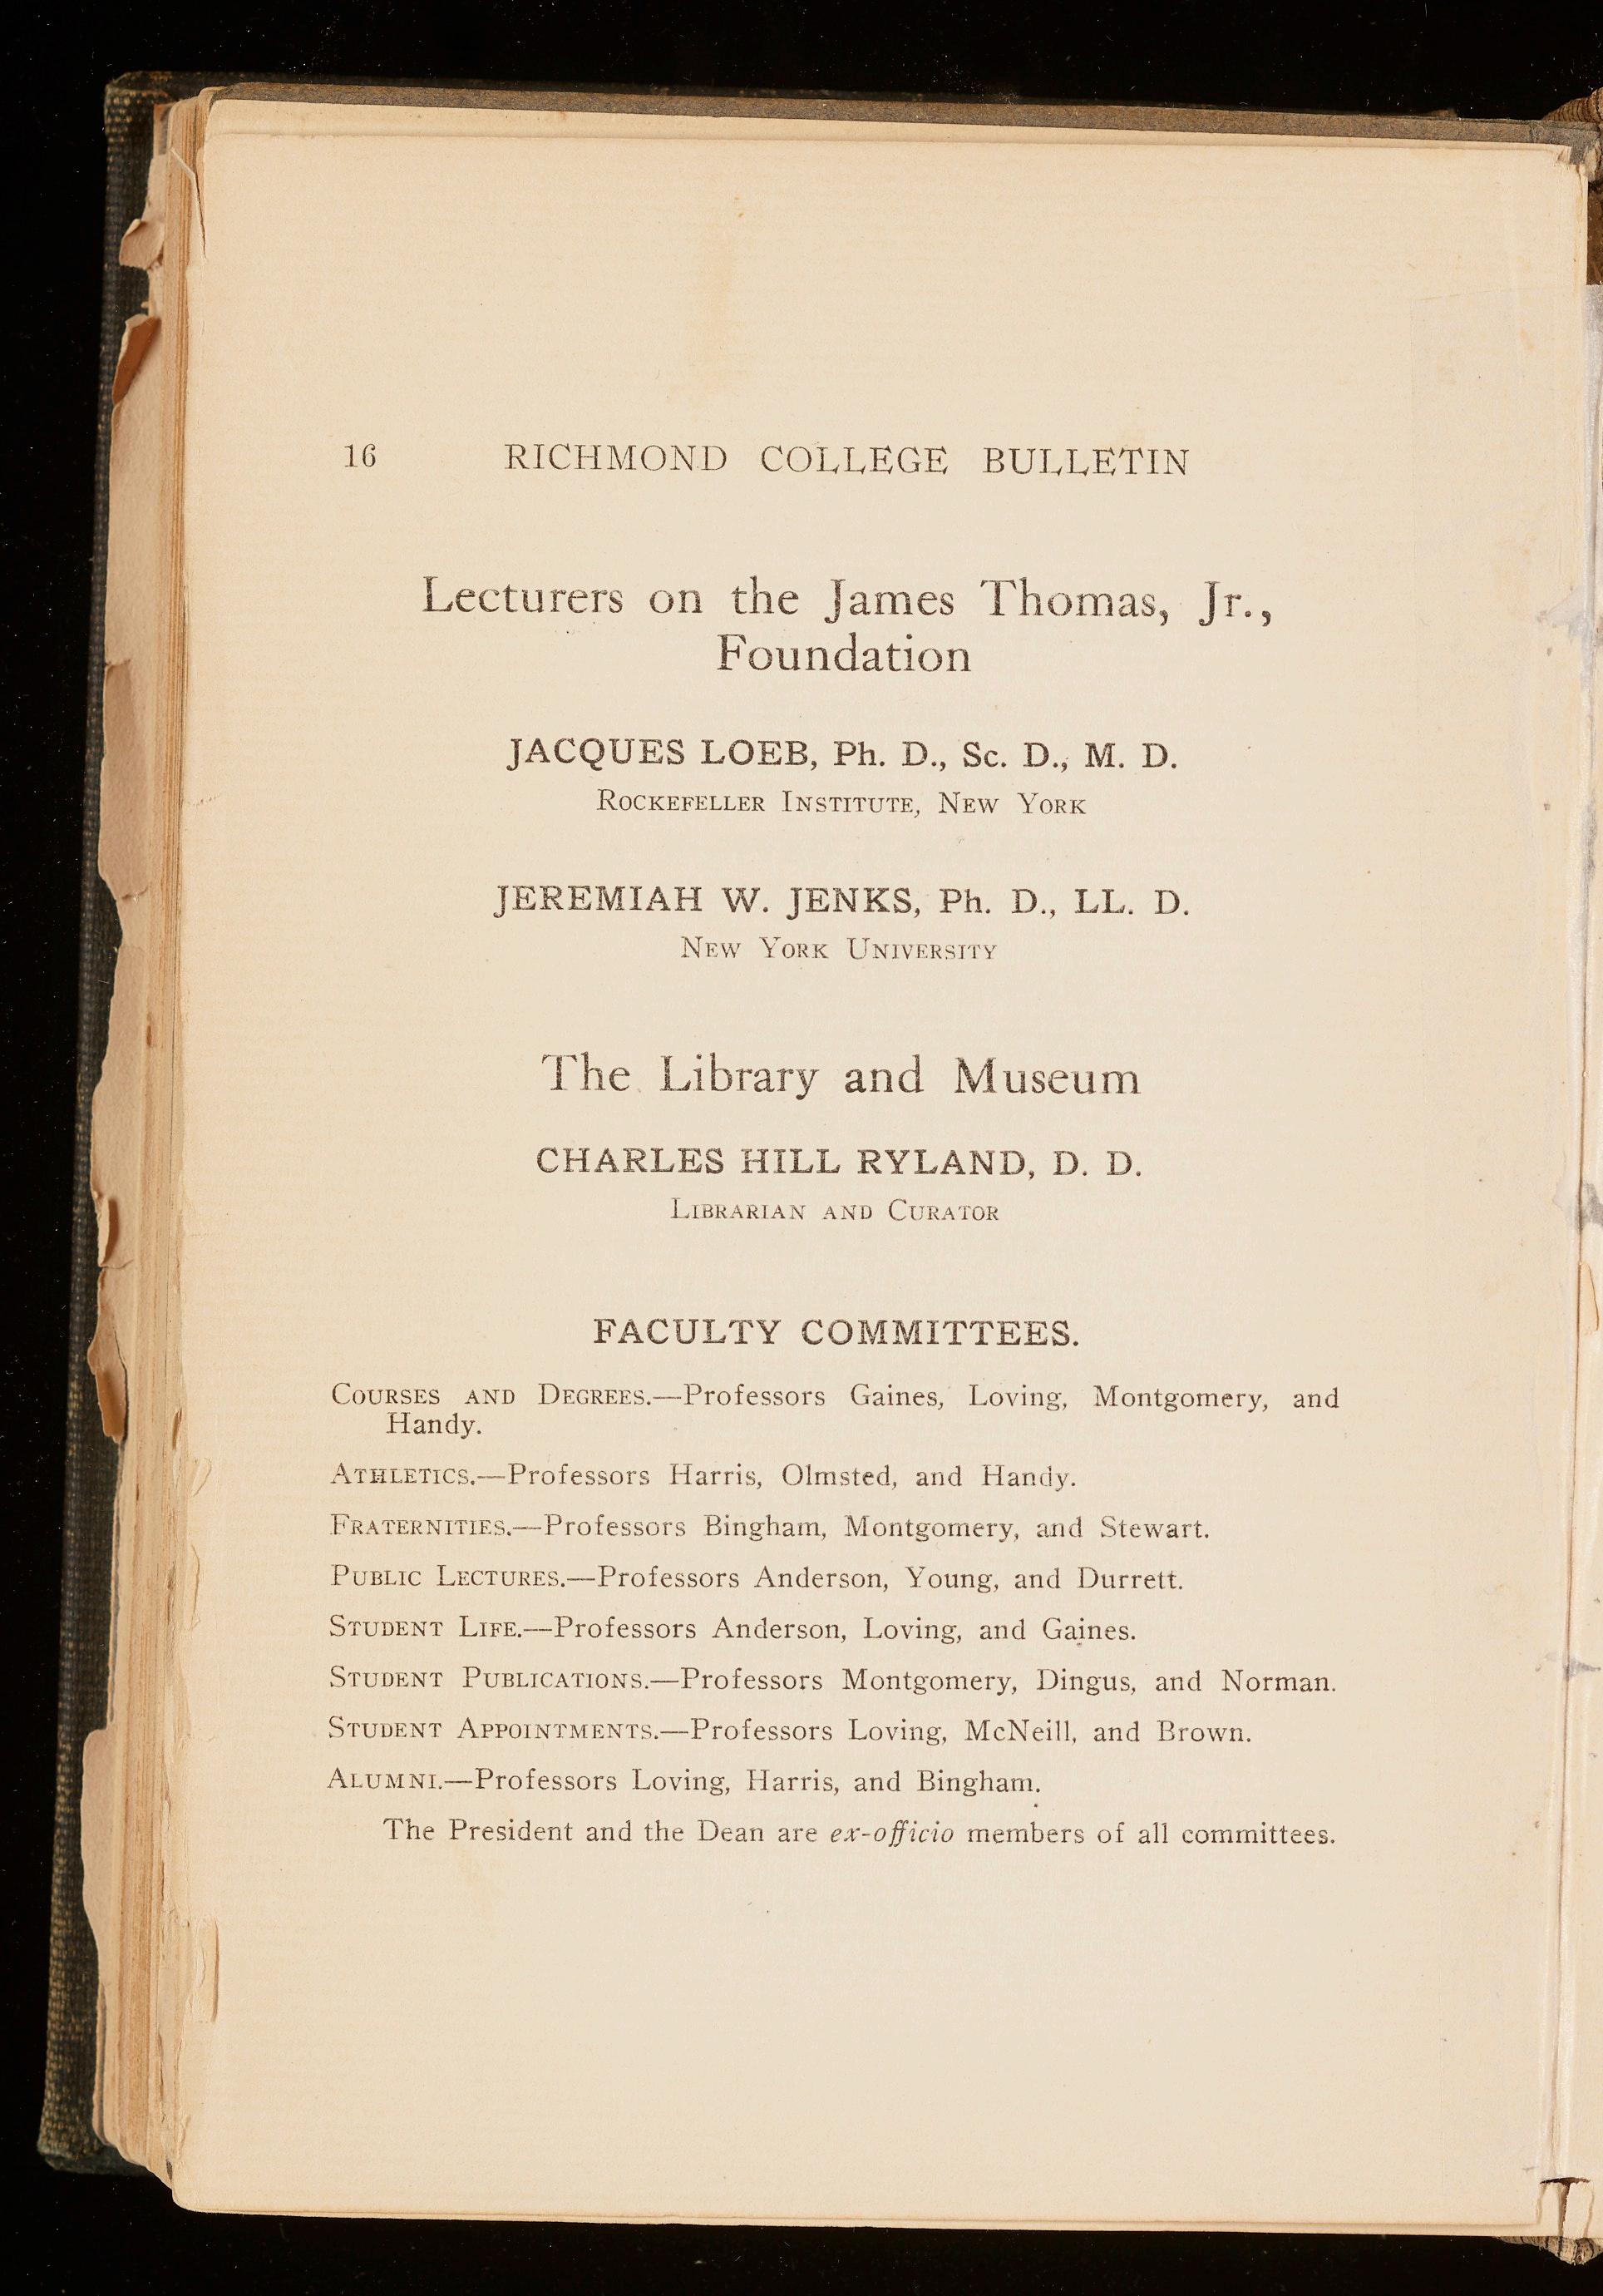 16 RICHMOND COLLEGE BULLETIN
Lecturers on the James Thomas, Jr.,
Foundation
JACQUES LOEB, Ph. D., Sc. D., M. D.
Rockefeller Institute, New York
JEREMIAH W. JENKS, Ph. D., LL. D.
New York University
The Library and Museum
CHARLES HILL RYLAND, D. D.
Librarian and Curator
FACULTY COMMITTEES.
Courses and Degrees.—Professors Gaines, Loving, Montgomery, and
Handy.
Athletics.—Professors Harris, Olmsted, and Handy.
Fraternities.—Professors Bingham, Montgomery, and Stewart.
Public Lectures.—Professors Anderson, Young, and Durrett.
Student Life.—Professors Anderson, Loving, and Gaines.
Student Publications.—Professors Montgomery, Dingus, and Norman.
Student Appointments.—Professors Loving, McNeill, and Brown.
Alumni.—Professors Loving, Harris, and Bingham.
The President and the Dean are ex-officio members of all committees.